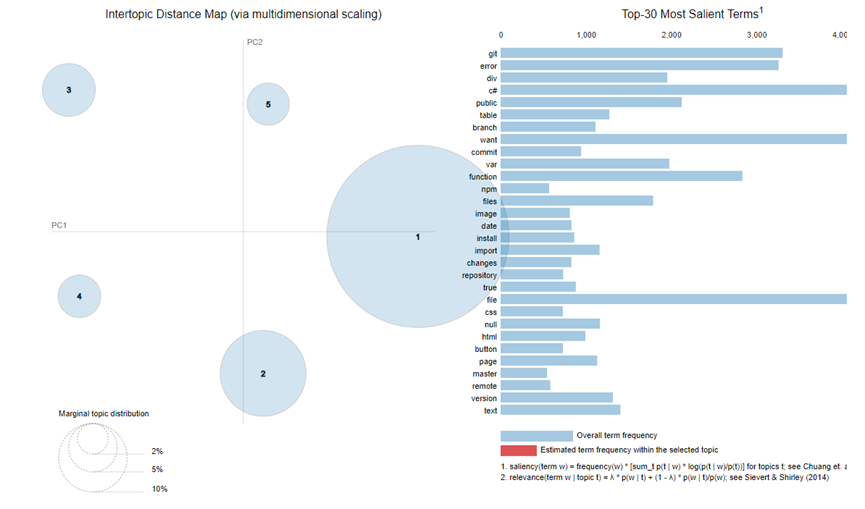 Intertopic Distance Map (via multidimensional scaling)
PC2
PC1
3
5
1
4
2
Marginal topic distribution
2%
5%
10%
Top-30 Most Salient Terms1
0 1,000 2,000 3,000 4,00
git
error
div
c#
public
table
branch
want
commit
var
function
npm
files
image
date
install
import
changes
repository
true
file
css
null
html
button
page
master
remote
version
text
Overall term frequency
Estimated term frequency within the selected topic
1. saliency(term w) = frequency(w) * [sum_t p(t | w) * log(p(t | w)/p(t))] for topics t; see Chuang et. a
2. relevance(term w | topic t) = λ * p(w | t) + (1 - λ) * p(w | t)/p(w); see Sievert & Shirley (2014)